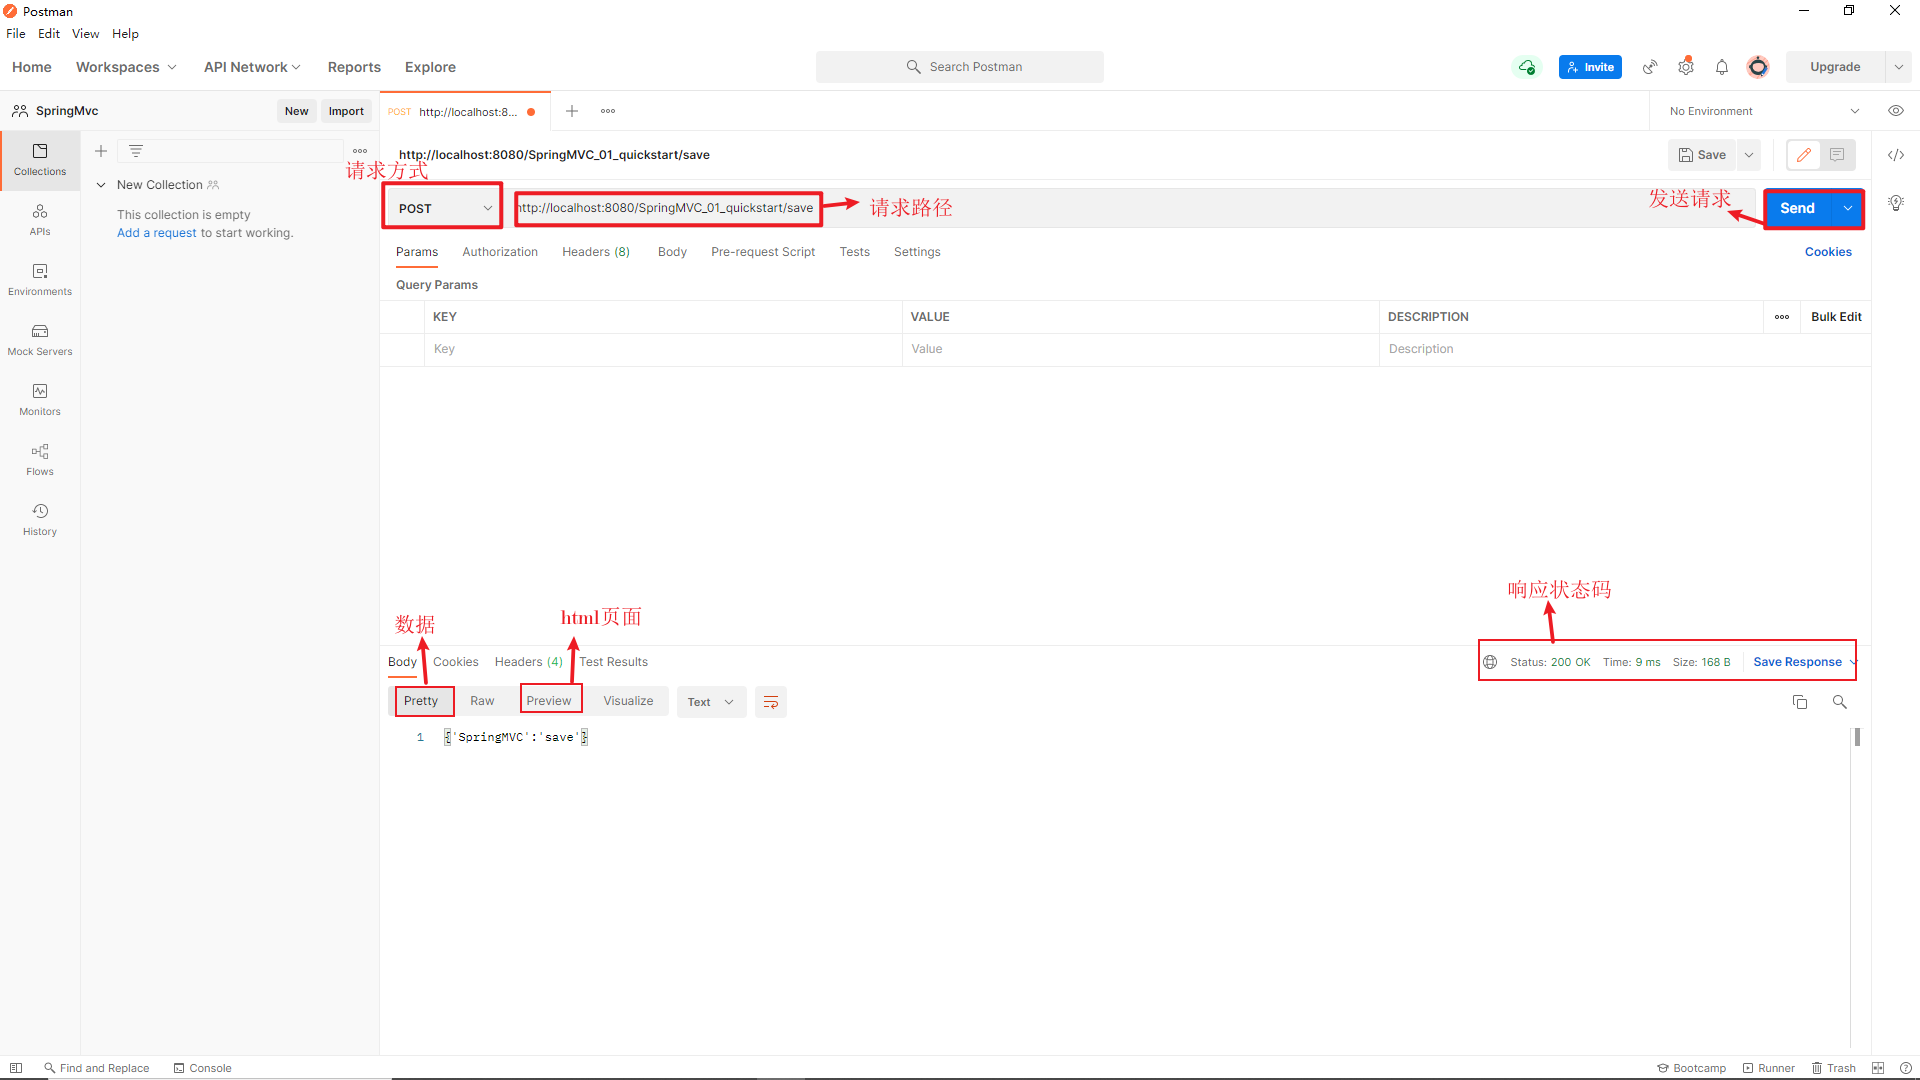 Postman
File Edit View Help
Home Workspaces API Network Reports Explore Search Postman Invite Upgrade
SpringMvc New Import POST http://localhost:8... No Environment
Collections
http://localhost:8080/SpringMVC_01_quickstart/save Save
请求方式
New Collection
POST http://localhost:8080/SpringMVC_01_quickstart/save 请求路径 发送请求 Send
This collection is empty
Add a request to start working.
APIs
Params Authorization Headers (8) Body Pre-request Script Tests Settings Cookies
Query Params
Environments
KEY VALUE DESCRIPTION Bulk Edit
Key Value Description
Mock Servers
Monitors
Flows
History
响应状态码
数据 html页面
Body Cookies Headers (4) Test Results Status: 200 OK Time: 9 ms Size: 168 B Save Response
Pretty Raw Preview Visualize Text
1 {'SpringMVC':'save'}
Find and Replace Console Bootcamp Runner Trash